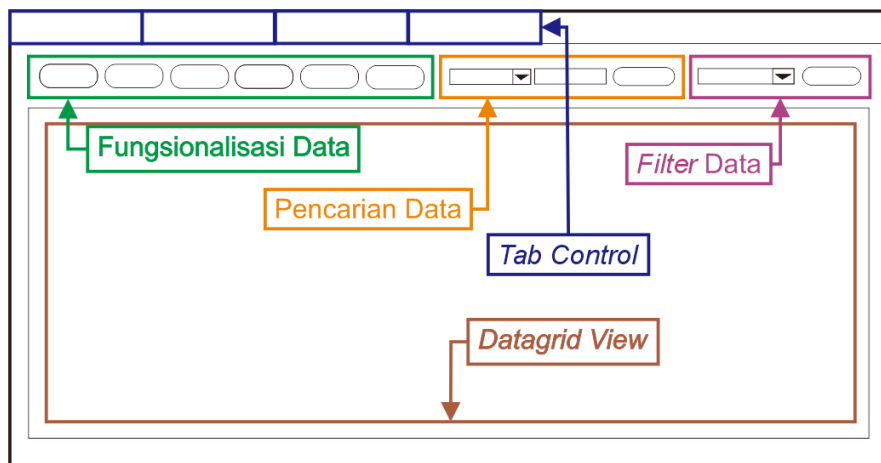 Fungsionalisasi Data
Filter Data
Pencarian Data
Tab Control
Datagrid View